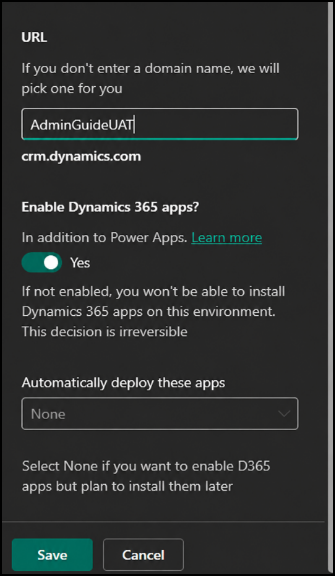 URL
If you don't enter a domain name, we will
pick one for you
AdminGuideUAT
crm.dynamics.com
Enable Dynamics 365 apps?
In addition to Power Apps. Learn more
Yes
If not enabled, you won't be able to install
Dynamics 365 apps on this environment.
This decision is irreversible
Automatically deploy these apps
None
Select None if you want to enable D365
apps but plan to install them later
Save
Cancel